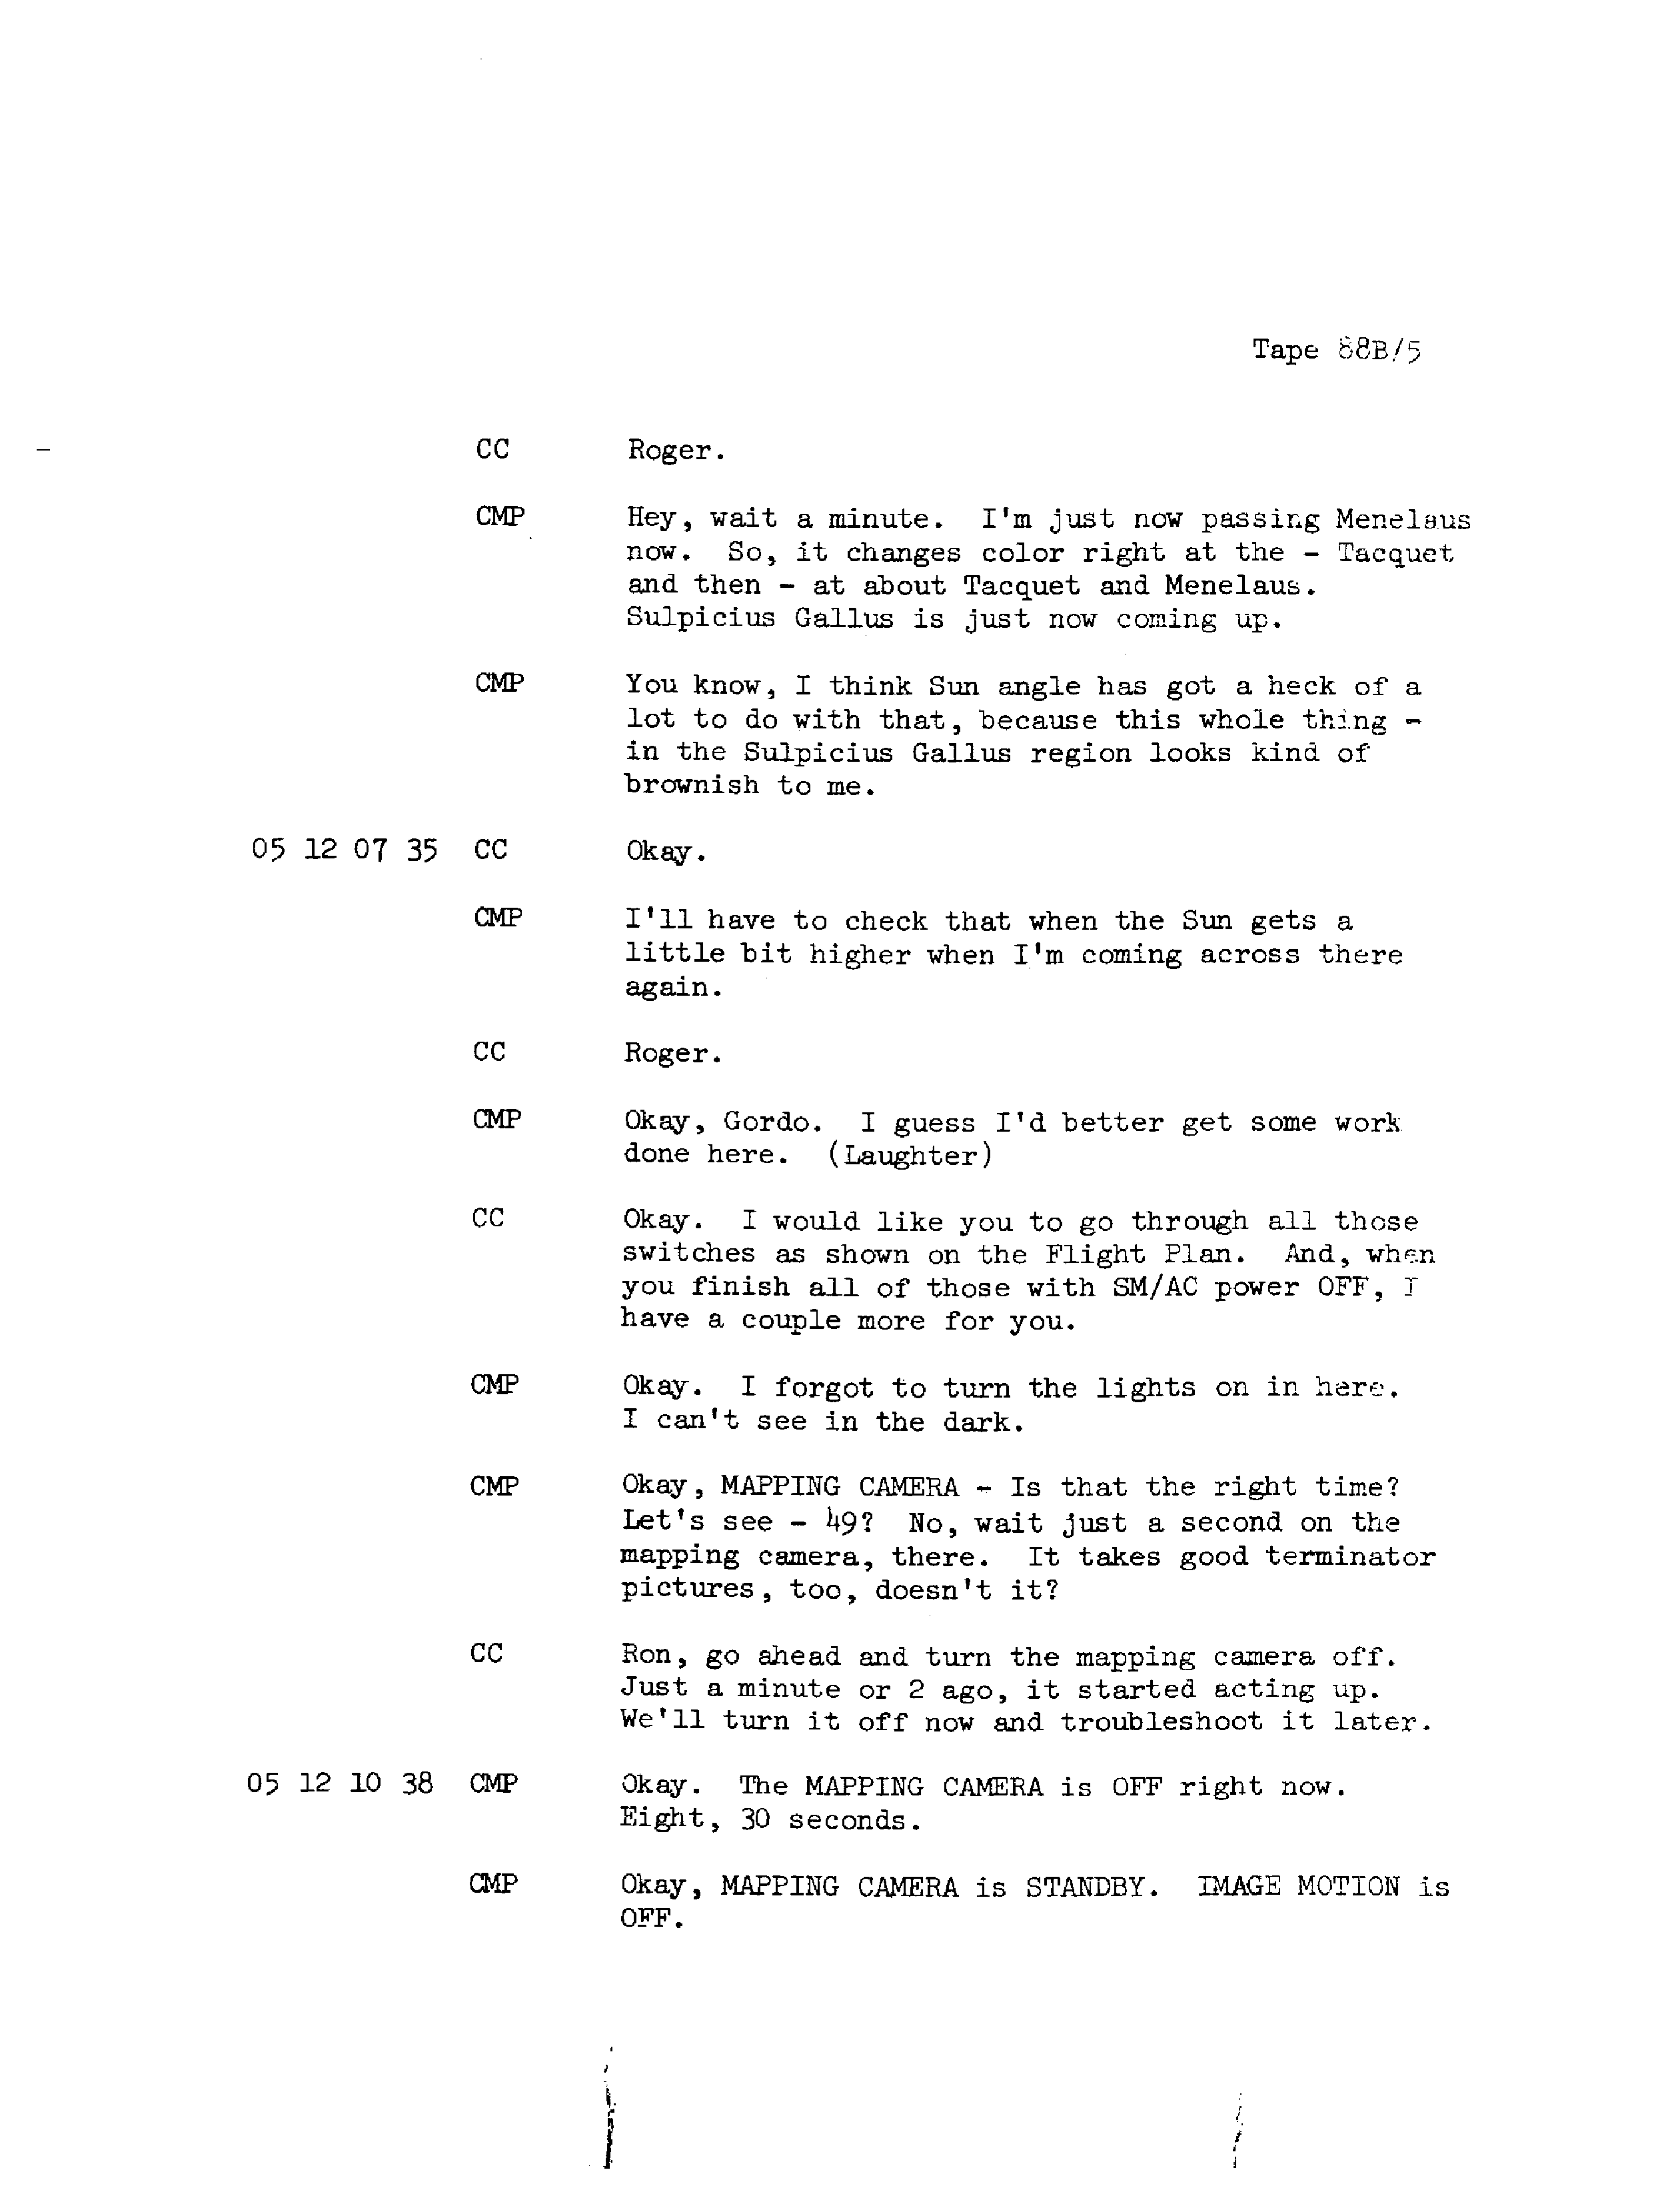 Tape 88B/5
CC Roger.
CMP Hey, wait a minute. I'm just now passing Menelaus
now. So, it changes color right at the - Tacquet
and then - at about Tacquet and Menelaus.
Sulpicius Gallus is just now coming up.
CMP You know, I think Sun angle has got a heck of a
lot to do with that, because this whole thing -
in the Sulpicius Gallus region looks kind of
brownish to me.
05 12 07 35 CC Okay.
CMP I'll have to check that when the Sun gets a
little bit higher when I'm coming across there
again.
CC Roger.
CMP Okay, Gordo. I guess I'd better get some work
done here. (Laughter)
CC Okay. I would like you to go through all those
switches as shown on the Flight Plan. And, when
you finish all of those with SM/AC power OFF, I
have a couple more for you.
CMP Okay. I forgot to turn the lights on in here.
I can't see in the dark.
CMP Okay, MAPPING CAMERA - Is that the right time?
Let's see - 49? No, wait just a second on the
mapping camera, there. It takes good terminator
pictures, too, doesn't it?
CC Ron, go ahead and turn the mapping camera off.
Just a minute or 2 ago, it started acting up.
We'll turn it off now and troubleshoot it later.
05 12 10 38 CMP Okay. The MAPPING CAMERA is OFF right now.
Eight, 30 seconds.
CMP Okay, MAPPING CAMERA is STANDBY. IMAGE MOTION is
OFF.